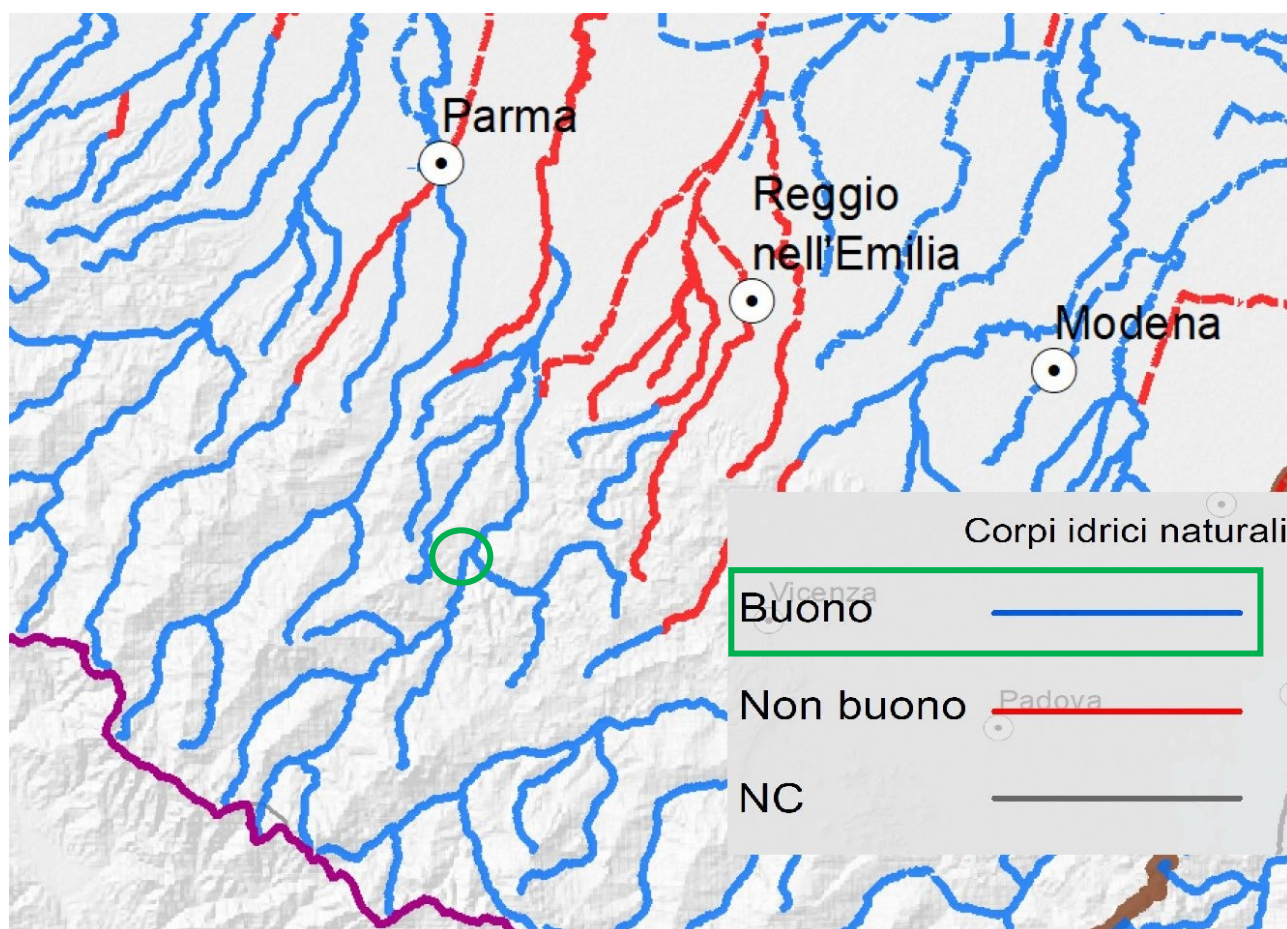 Parma
Reggio
nell'Emilia
Modena
Corpi idrici naturali
Vicenza
Buono
Padova
Non buono
NC